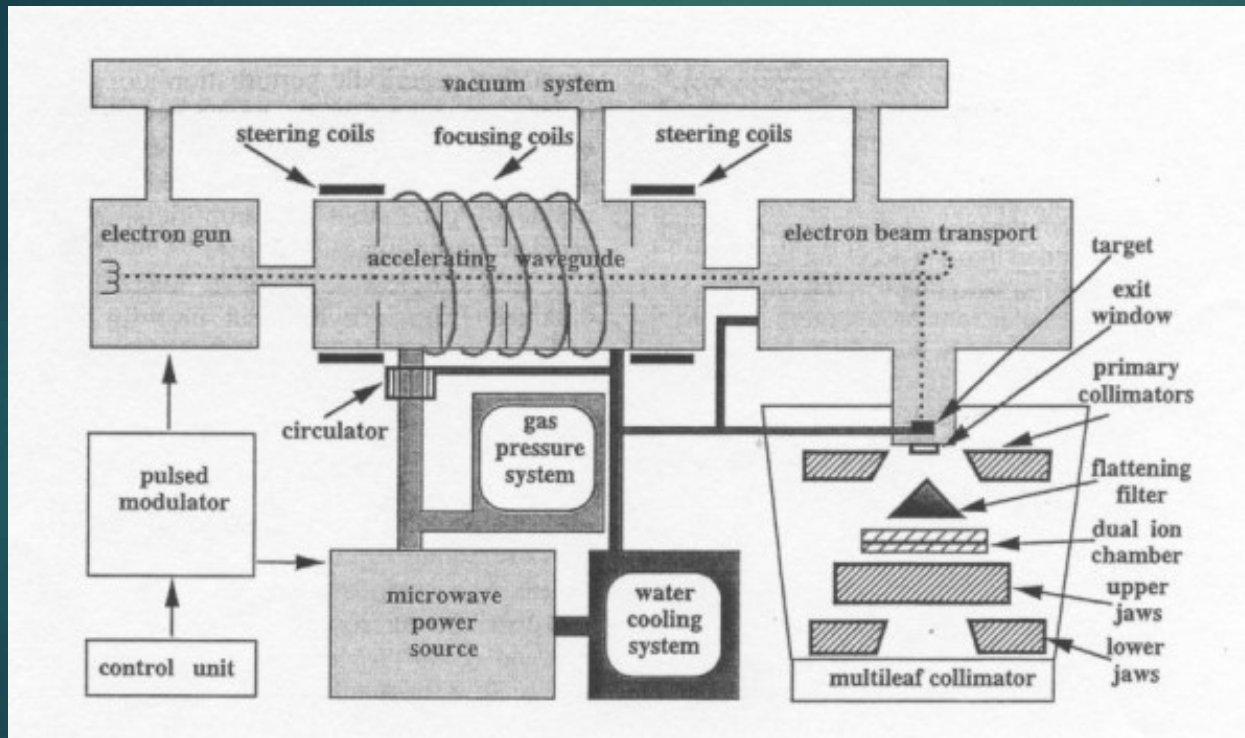 vacuum system
steering coils
focusing coils
steering coils
electron gun
accelerating waveguide
electron beam transport
target
exit
window
primary
collimators
circulator
gas
pressure
system
flattening
filter
pulsed
modulator
dual ion
chamber
microwave
power
source
water
cooling
system
upper
jaws
control unit
lower
jaws
multileaf collimator